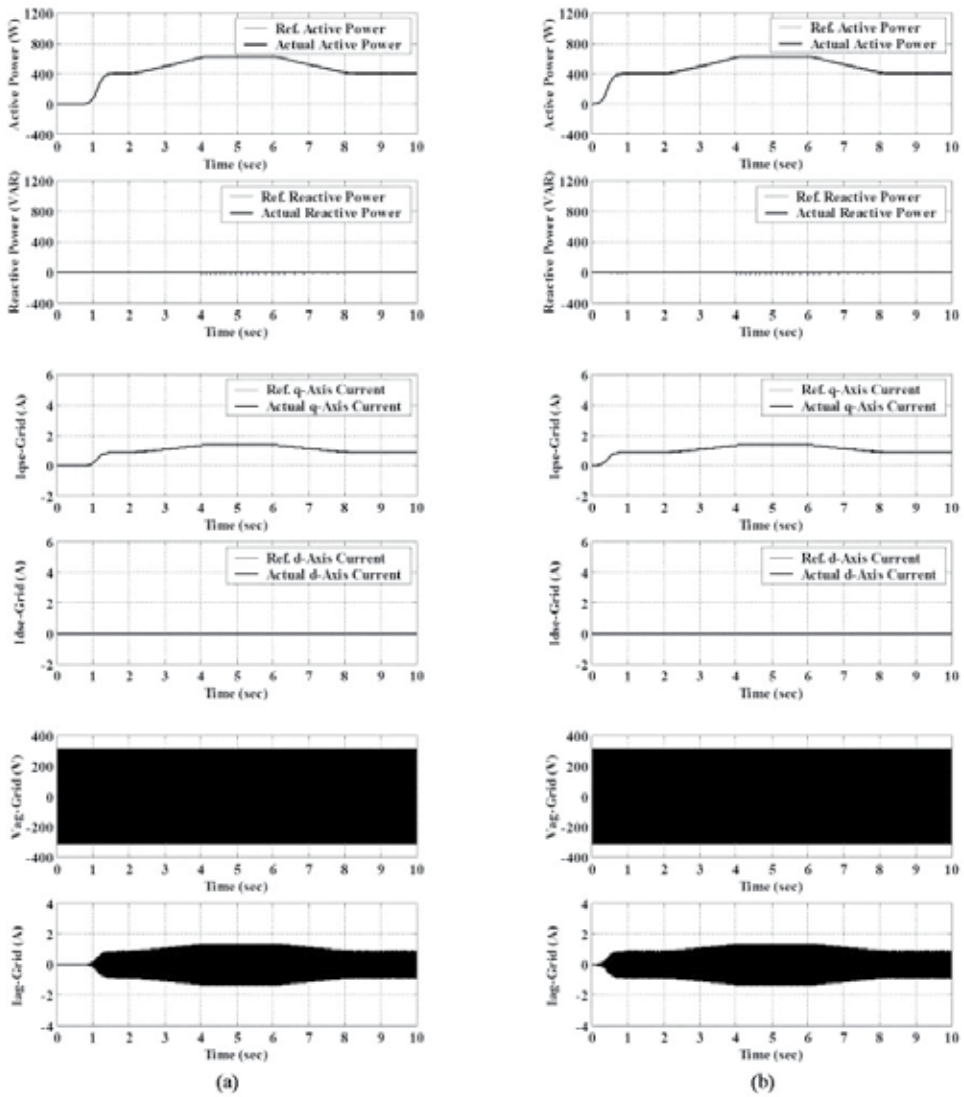 1200
800
400
0
-400
Active Power (W)
Ref. Active Power
Actual Active Power
0 1 2 3 4 5 6 7 8 9 10
Time (sec)
1200
800
400
0
-400
Reactive Power (VAR)
Ref. Reactive Power
Actual Reactive Power
0 1 2 3 4 5 6 7 8 9 10
Time (sec)
6
4
2
0
-2
Iqse-Grid (A)
Ref. q-Axis Current
Actual q-Axis Current
0 1 2 3 4 5 6 7 8 9 10
Time (sec)
6
4
2
0
-2
Idse-Grid (A)
Ref. d-Axis Current
Actual d-Axis Current
0 1 2 3 4 5 6 7 8 9 10
Time (sec)
400
200
0
-200
-400
Vag-Grid (V)
0 1 2 3 4 5 6 7 8 9 10
Time (sec)
4
2
0
-2
-4
Iag-Grid (A)
0 1 2 3 4 5 6 7 8 9 10
Time (sec)
(a)
1200
800
400
0
-400
Active Power (W)
Ref. Active Power
Actual Active Power
0 1 2 3 4 5 6 7 8 9 10
Time (sec)
1200
800
400
0
-400
Reactive Power (VAR)
Ref. Reactive Power
Actual Reactive Power
0 1 2 3 4 5 6 7 8 9 10
Time (sec)
6
4
2
0
-2
Iqse-Grid (A)
Ref. q-Axis Current
Actual q-Axis Current
0 1 2 3 4 5 6 7 8 9 10
Time (sec)
6
4
2
0
-2
Idse-Grid (A)
Ref. d-Axis Current
Actual d-Axis Current
0 1 2 3 4 5 6 7 8 9 10
Time (sec)
400
200
0
-200
-400
Vag-Grid (V)
0 1 2 3 4 5 6 7 8 9 10
Time (sec)
4
2
0
-2
-4
Iag-Grid (A)
0 1 2 3 4 5 6 7 8 9 10
Time (sec)
(b)